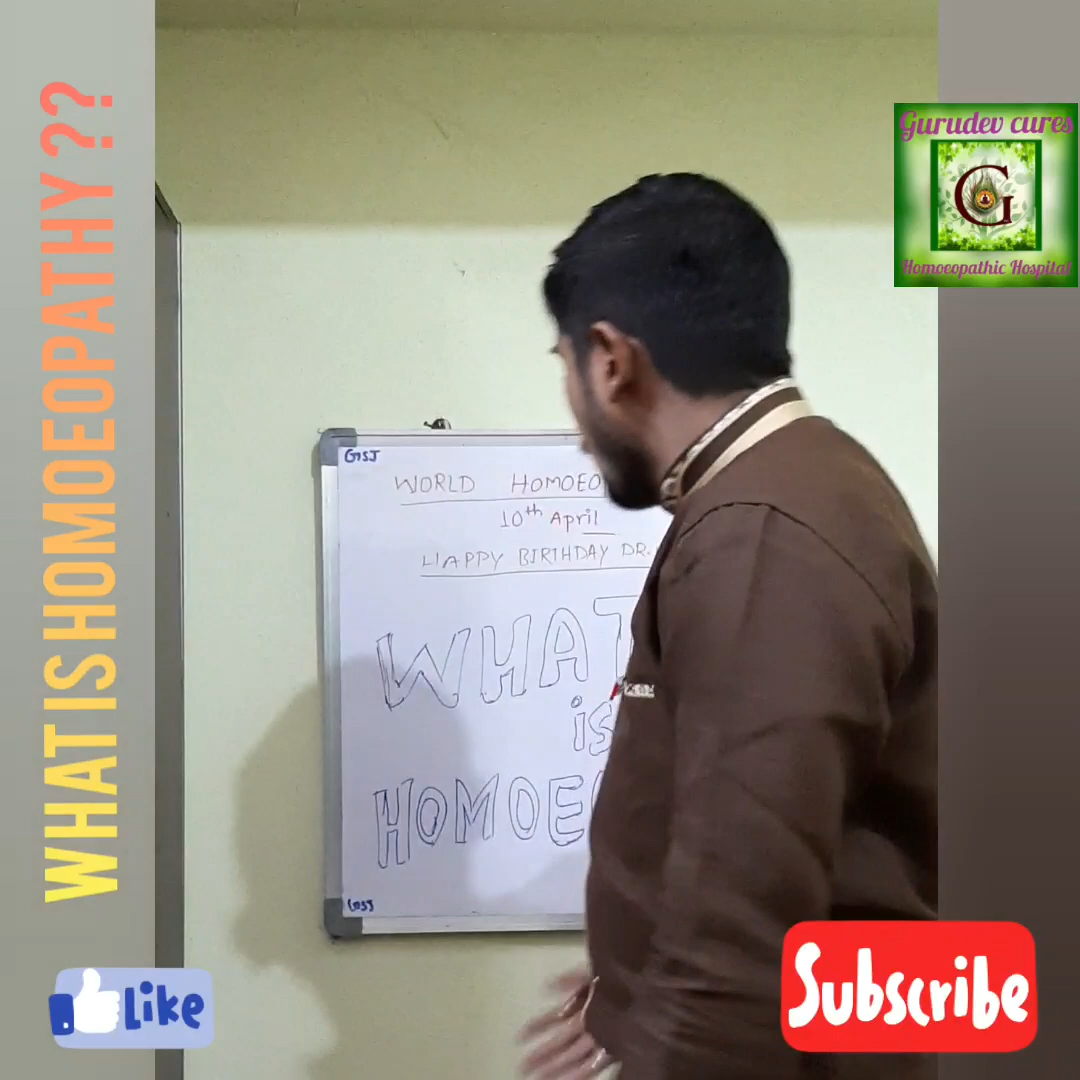 WHAT IS HOMOEOPATHY ??
Gurudev cures
G
Homoeopathic Hospital
GSJ
WORLD HOMOEO
10th April
HAPPY BIRTHDAY DR.
WHAT
is
HOMOE
GSJ
Like
Subscribe